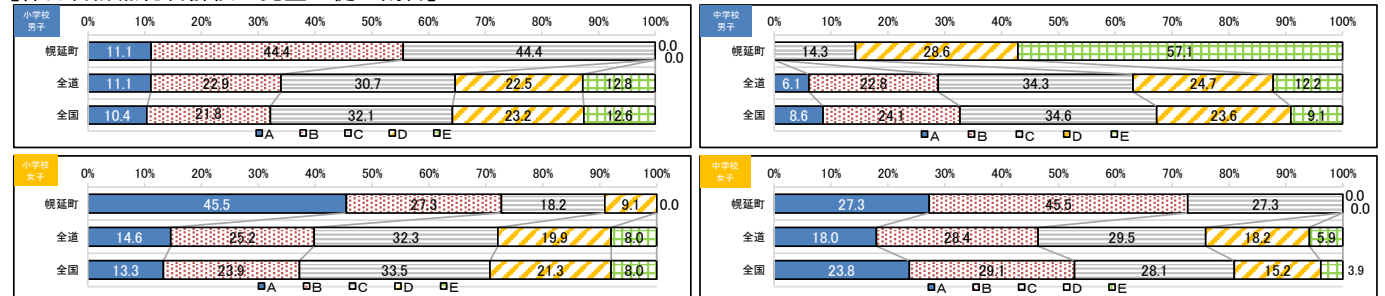 小学校
男子
0% 10% 20% 30% 40% 50% 60% 70% 80% 90% 100%
幌延町 11.1 44.4 44.4 0.0
0.0
全道 11.1 22.9 30.7 22.5 12.8
全国 10.4 21.8 32.1 23.2 12.6
A B C D E
中学校
男子
0% 10% 20% 30% 40% 50% 60% 70% 80% 90% 100%
幌延町 14.3 28.6 57.1
全道 6.1 22.8 34.3 24.7 12.2
全国 8.6 24.1 34.6 23.6 9.1
A B C D E
小学校
女子
0% 10% 20% 30% 40% 50% 60% 70% 80% 90% 100%
幌延町 45.5 27.3 18.2 9.1 0.0
全道 14.6 25.2 32.3 19.9 8.0
全国 13.3 23.9 33.5 21.3 8.0
A B C D E
中学校
女子
0% 10% 20% 30% 40% 50% 60% 70% 80% 90% 100%
幌延町 27.3 45.5 27.3 0.0
0.0
全道 18.0 28.4 29.5 18.2 5.9
全国 23.8 29.1 28.1 15.2 3.9
A B C D E